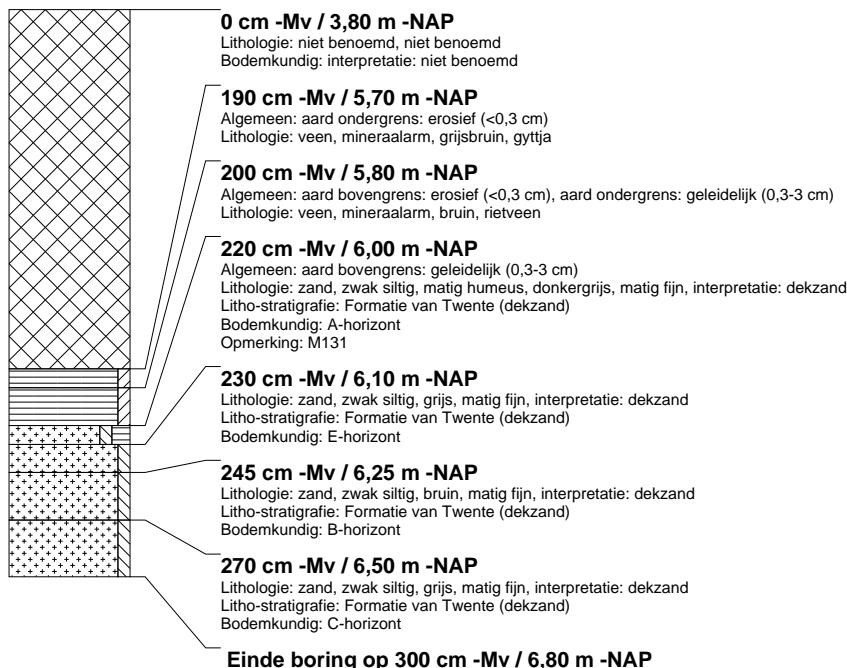 0 cm -Mv / 3,80 m -NAP
Lithologie: niet benoemd, niet benoemd
Bodemkundig: interpretatie: niet benoemd
190 cm -Mv / 5,70 m -NAP
Algemeen: aard ondergrens: erosief (<0,3 cm)
Lithologie: veen, mineraalarm, grijsbruin, gyttja
200 cm -Mv / 5,80 m -NAP
Algemeen: aard bovengrens: erosief (<0,3 cm), aard ondergrens: geleidelijk (0,3-3 cm)
Lithologie: veen, mineraalarm, bruin, rietveen
220 cm -Mv / 6,00 m -NAP
Algemeen: aard bovengrens: geleidelijk (0,3-3 cm)
Lithologie: zand, zwak siltig, matig humeus, donkergrijs, matig fijn, interpretatie: dekzand
Litho-stratigrafie: Formatie van Twente (dekzand)
Bodemkundig: A-horizont
Opmerking: M131
230 cm -Mv / 6,10 m -NAP
Lithologie: zand, zwak siltig, grijs, matig fijn, interpretatie: dekzand
Litho-stratigrafie: Formatie van Twente (dekzand)
Bodemkundig: E-horizont
245 cm -Mv / 6,25 m -NAP
Lithologie: zand, zwak siltig, bruin, matig fijn, interpretatie: dekzand
Litho-stratigrafie: Formatie van Twente (dekzand)
Bodemkundig: B-horizont
270 cm -Mv / 6,50 m -NAP
Lithologie: zand, zwak siltig, grijs, matig fijn, interpretatie: dekzand
Litho-stratigrafie: Formatie van Twente (dekzand)
Bodemkundig: C-horizont
Einde boring op 300 cm -Mv / 6,80 m -NAP